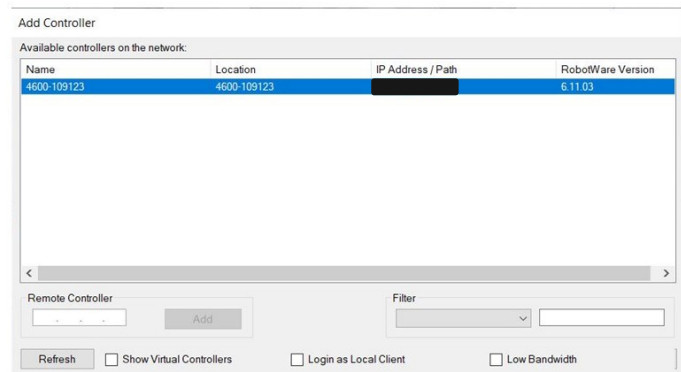 Add Controller
Available controllers on the network:
Name Location IP Address / Path RobotWare Version
4600-109123 4600-109123 6.11.03
Remote Controller Filter
Add
Refresh Show Virtual Controllers Login as Local Client Low Bandwidth